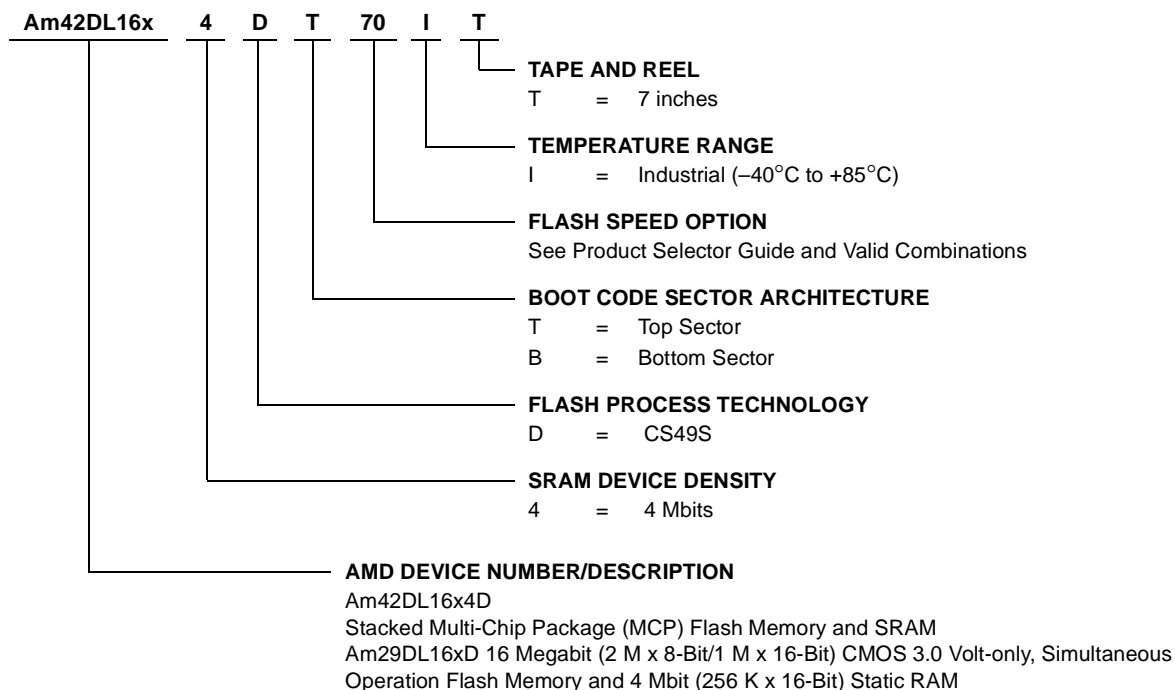 Am42DL16x 4 D T 70 I T
TAPE AND REEL
T = 7 inches
TEMPERATURE RANGE
I = Industrial (–40°C to +85°C)
FLASH SPEED OPTION
See Product Selector Guide and Valid Combinations
BOOT CODE SECTOR ARCHITECTURE
T = Top Sector
B = Bottom Sector
FLASH PROCESS TECHNOLOGY
D = CS49S
SRAM DEVICE DENSITY
4 = 4 Mbits
AMD DEVICE NUMBER/DESCRIPTION
Am42DL16x4D
Stacked Multi-Chip Package (MCP) Flash Memory and SRAM
Am29DL16xD 16 Megabit (2 M x 8-Bit/1 M x 16-Bit) CMOS 3.0 Volt-only, Simultaneous
Operation Flash Memory and 4 Mbit (256 K x 16-Bit) Static RAM